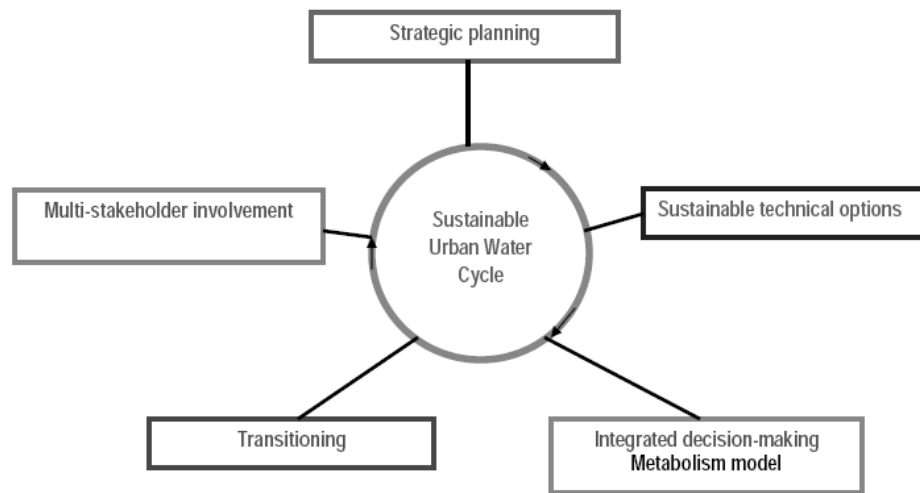 Strategic planning
Multi-stakeholder involvement
Sustainable technical options
Sustainable
Urban Water
Cycle
Transitioning
Integrated decision-making
Metabolism model